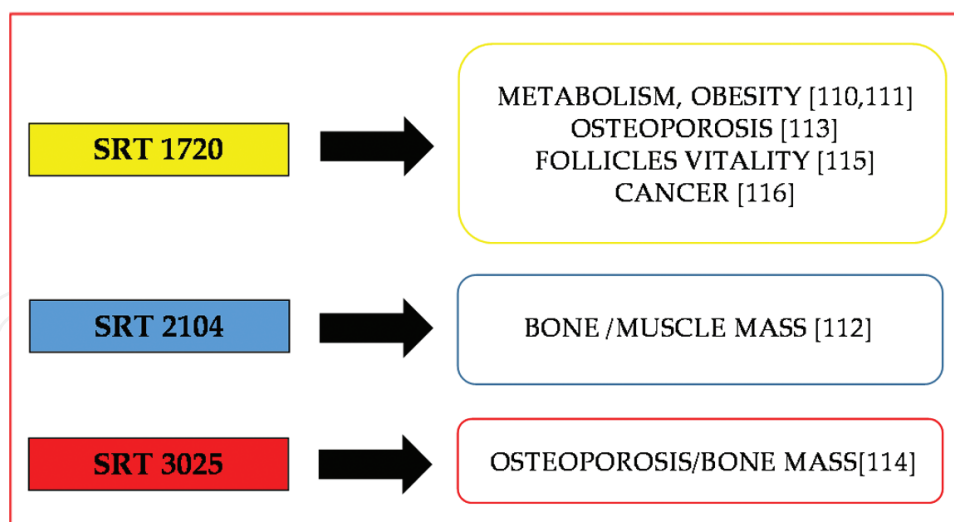 SRT 1720
METABOLISM, OBESITY [110,111]
OSTEOPOROSIS [113]
FOLLICLES VITALITY [115]
CANCER [116]
SRT 2104
BONE /MUSCLE MASS [112]
SRT 3025
OSTEOPOROSIS/BONE MASS[114]